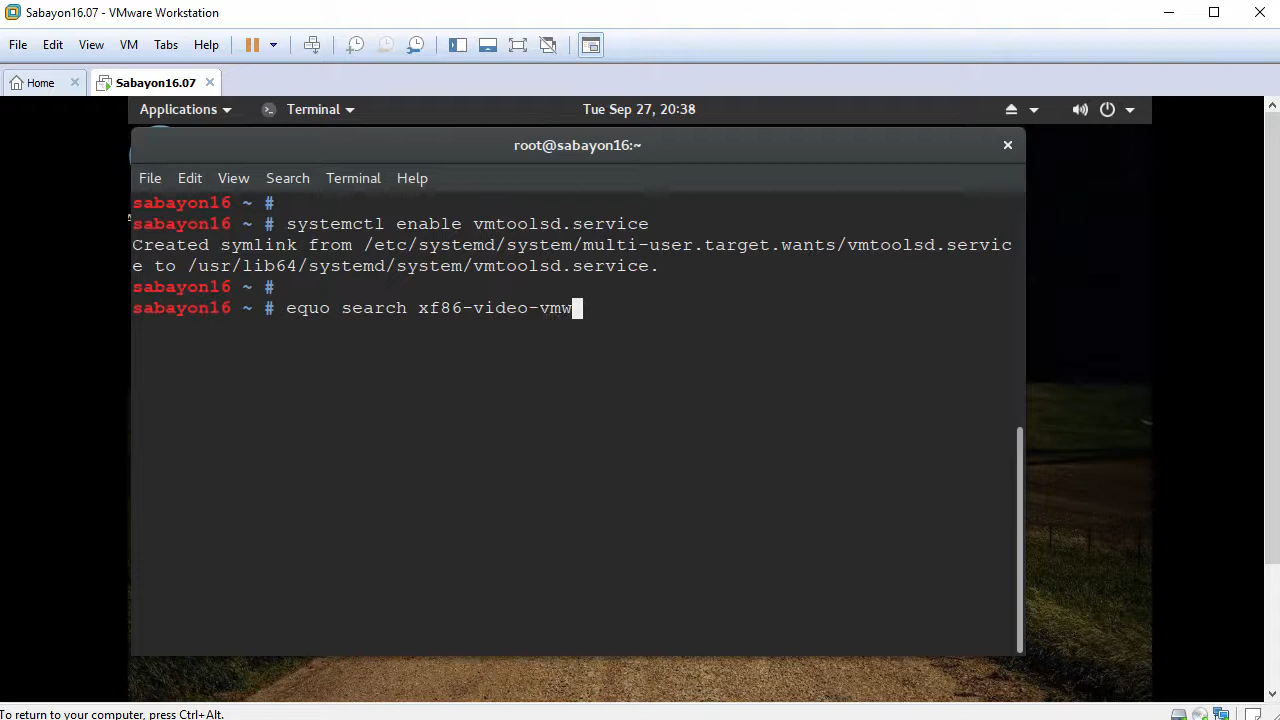 Sabayon16.07 - VMware Workstation
File Edit View VM Tabs Help
Home Sabayon16.07
Applications Terminal Tue Sep 27, 20:38
root@sabayon16:~
File Edit View Search Terminal Help
sabayon16 ~ #
sabayon16 ~ # systemctl enable vmtoolsd.service
Created symlink from /etc/systemd/system/multi-user.target.wants/vmtoolsd.servic
e to /usr/lib64/systemd/system/vmtoolsd.service.
sabayon16 ~ #
sabayon16 ~ # equo search xf86-video-vmw
To return to your computer, press Ctrl+Alt.